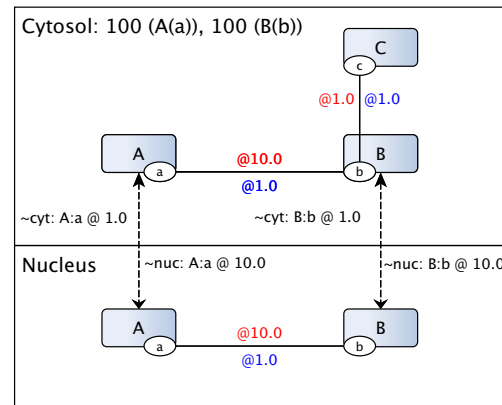 Cytosol: 100 (A(a)), 100 (B(b))
C
c
@1.0 @1.0
A
B
a
@10.0
b
@1.0
~cyt: A:a @ 1.0
~cyt: B:b @ 1.0
Nucleus
~nuc: A:a @ 10.0
~nuc: B:b @ 10.0
A
B
a
@10.0
b
@1.0